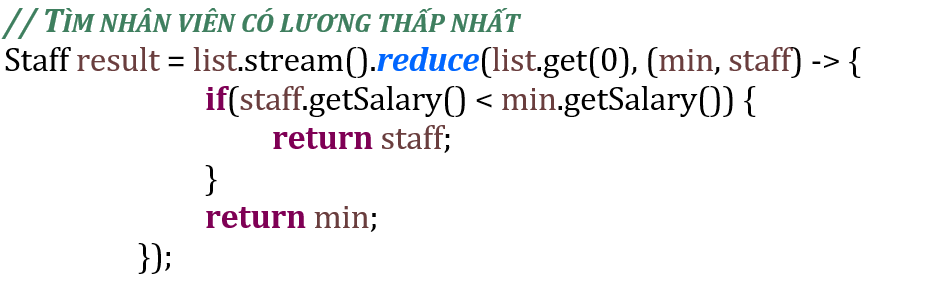 // TÌM NHÂN VIÊN CÓ LƯƠNG THẤP NHẤT
Staff result = list.stream().reduce(list.get(0), (min, staff) -> {
if(staff.getSalary() < min.getSalary()) {
return staff;
}
return min;
});